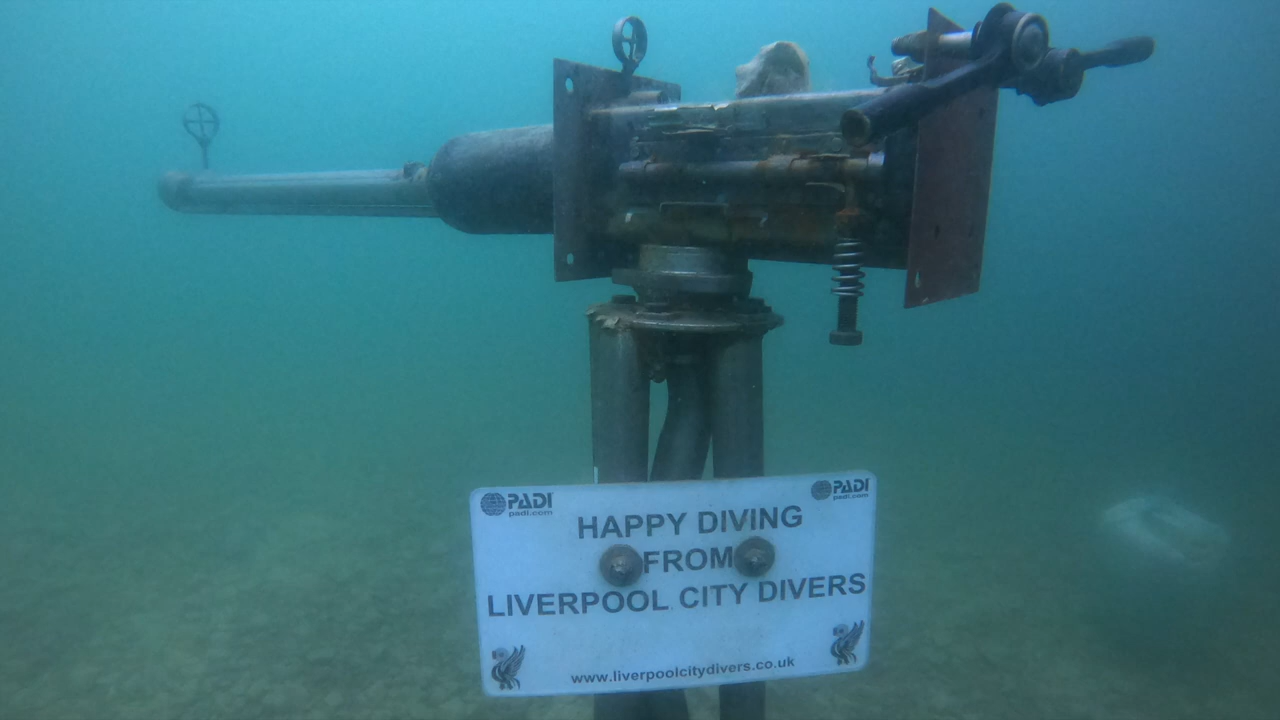 PADI
padi.com
PADI
padi.com
HAPPY DIVING
FROM
LIVERPOOL CITY DIVERS
www.liverpoolcitydivers.co.uk